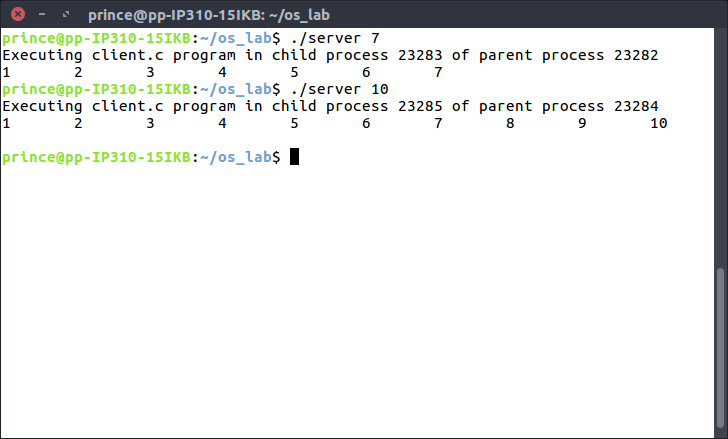 prince@pp-IP310-15IKB: ~/os_lab
prince@pp-IP310-15IKB:~/os_lab$ ./server 7
Executing client.c program in child process 23283 of parent process 23282
1 2 3 4 5 6 7
prince@pp-IP310-15IKB:~/os_lab$ ./server 10
Executing client.c program in child process 23285 of parent process 23284
1 2 3 4 5 6 7 8 9 10
prince@pp-IP310-15IKB:~/os_lab$